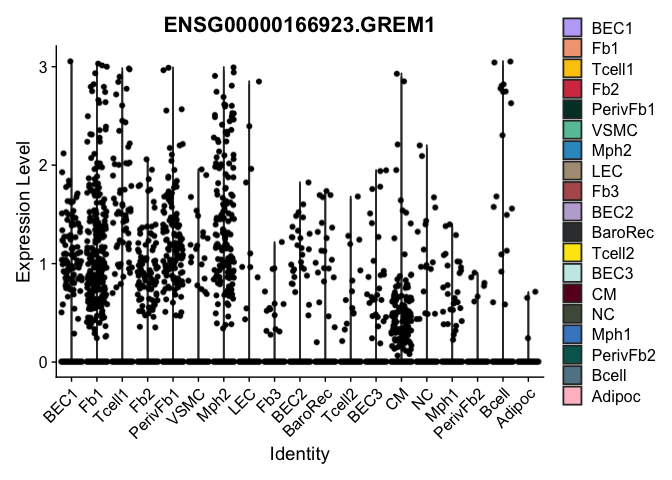 ENSG00000166923.GREM1
Expression Level
3
2
1
0
BEC1
Fb1
Tcell1
Fb2
PerivFb1
VSMC
Mph2
LEC
Fb3
BEC2
BaroRec
Tcell2
BEC3
CM
NC
Mph1
PerivFb2
Bcell
Adipoc
Identity
BEC1
Fb1
Tcell1
Fb2
PerivFb1
VSMC
Mph2
LEC
Fb3
BEC2
BaroRec
Tcell2
BEC3
CM
NC
Mph1
PerivFb2
Bcell
Adipoc